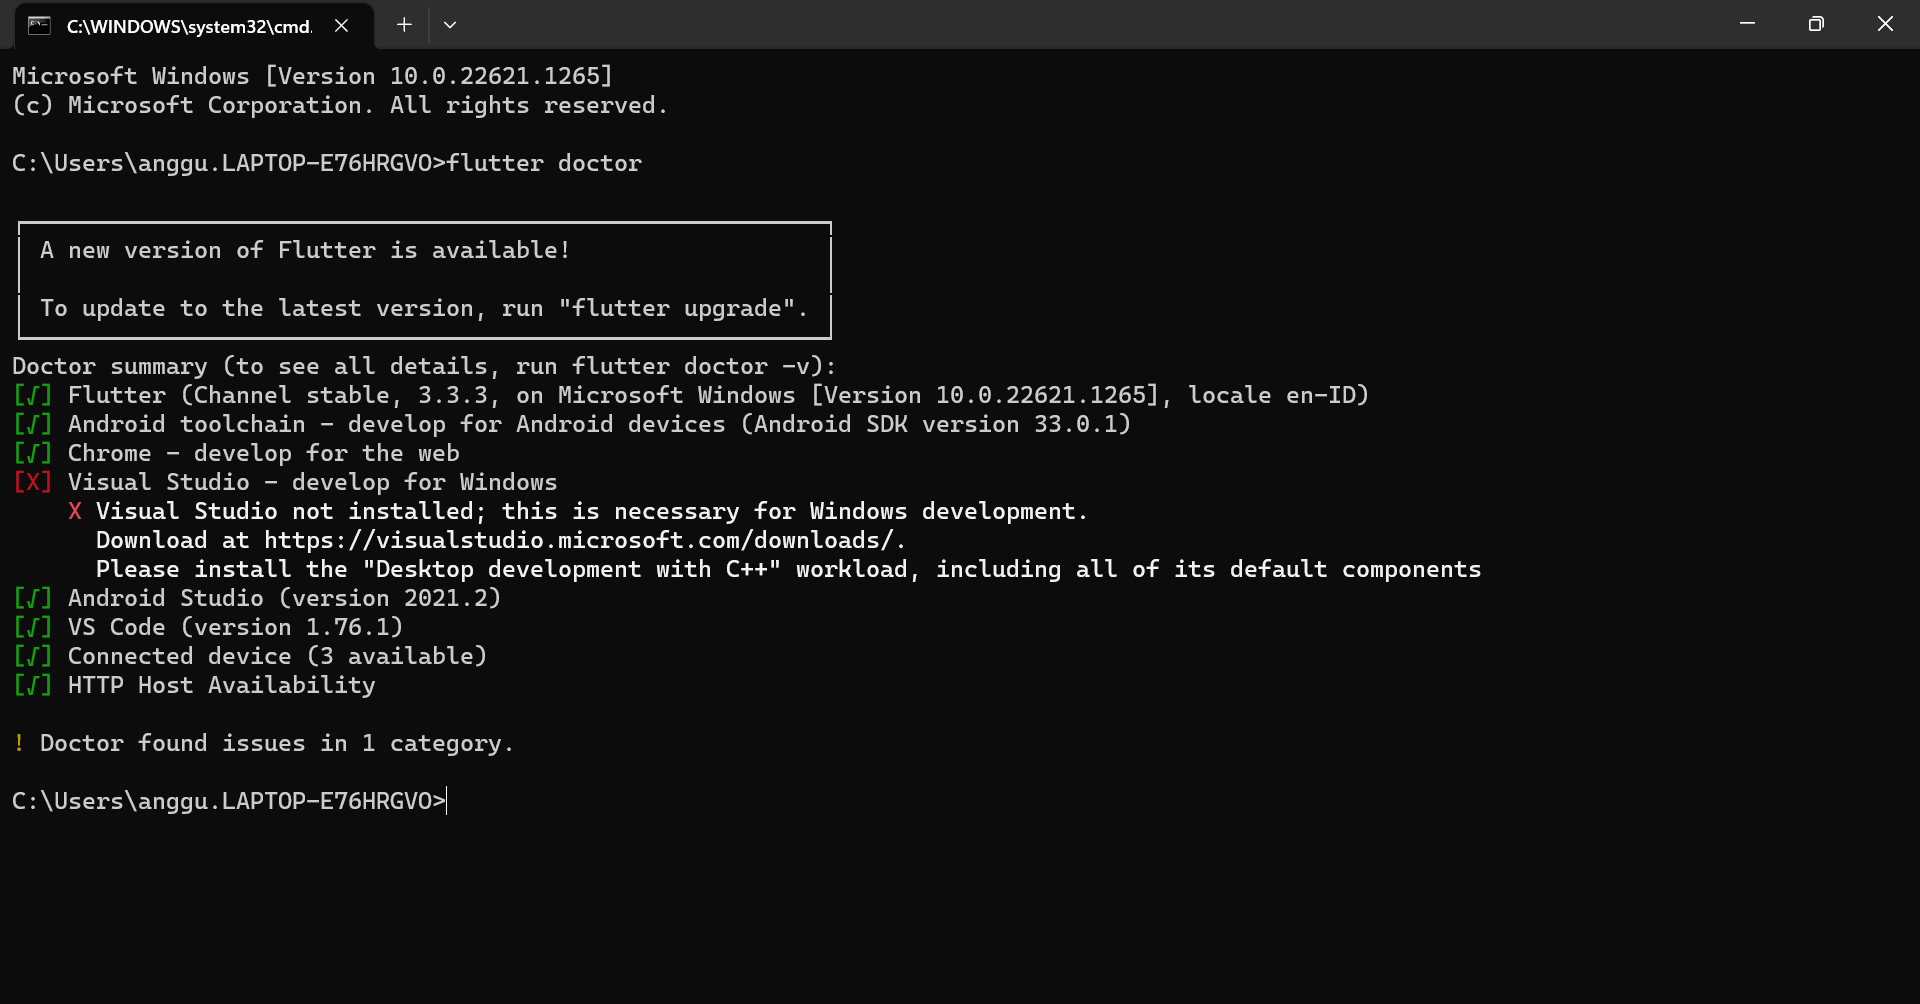 C:\WINDOWS\system32\cmd.
Microsoft Windows [Version 10.0.22621.1265]
(c) Microsoft Corporation. All rights reserved.
C:\Users\anggu.LAPTOP-E76HRGVO>flutter doctor
A new version of Flutter is available!
To update to the latest version, run "flutter upgrade".
Doctor summary (to see all details, run flutter doctor -v):
[√] Flutter (Channel stable, 3.3.3, on Microsoft Windows [Version 10.0.22621.1265], locale en-ID)
[√] Android toolchain - develop for Android devices (Android SDK version 33.0.1)
[√] Chrome - develop for the web
[X] Visual Studio - develop for Windows
X Visual Studio not installed; this is necessary for Windows development.
Download at https://visualstudio.microsoft.com/downloads/.
Please install the "Desktop development with C++" workload, including all of its default components
[√] Android Studio (version 2021.2)
[√] VS Code (version 1.76.1)
[√] Connected device (3 available)
[√] HTTP Host Availability
! Doctor found issues in 1 category.
C:\Users\anggu.LAPTOP-E76HRGVO>